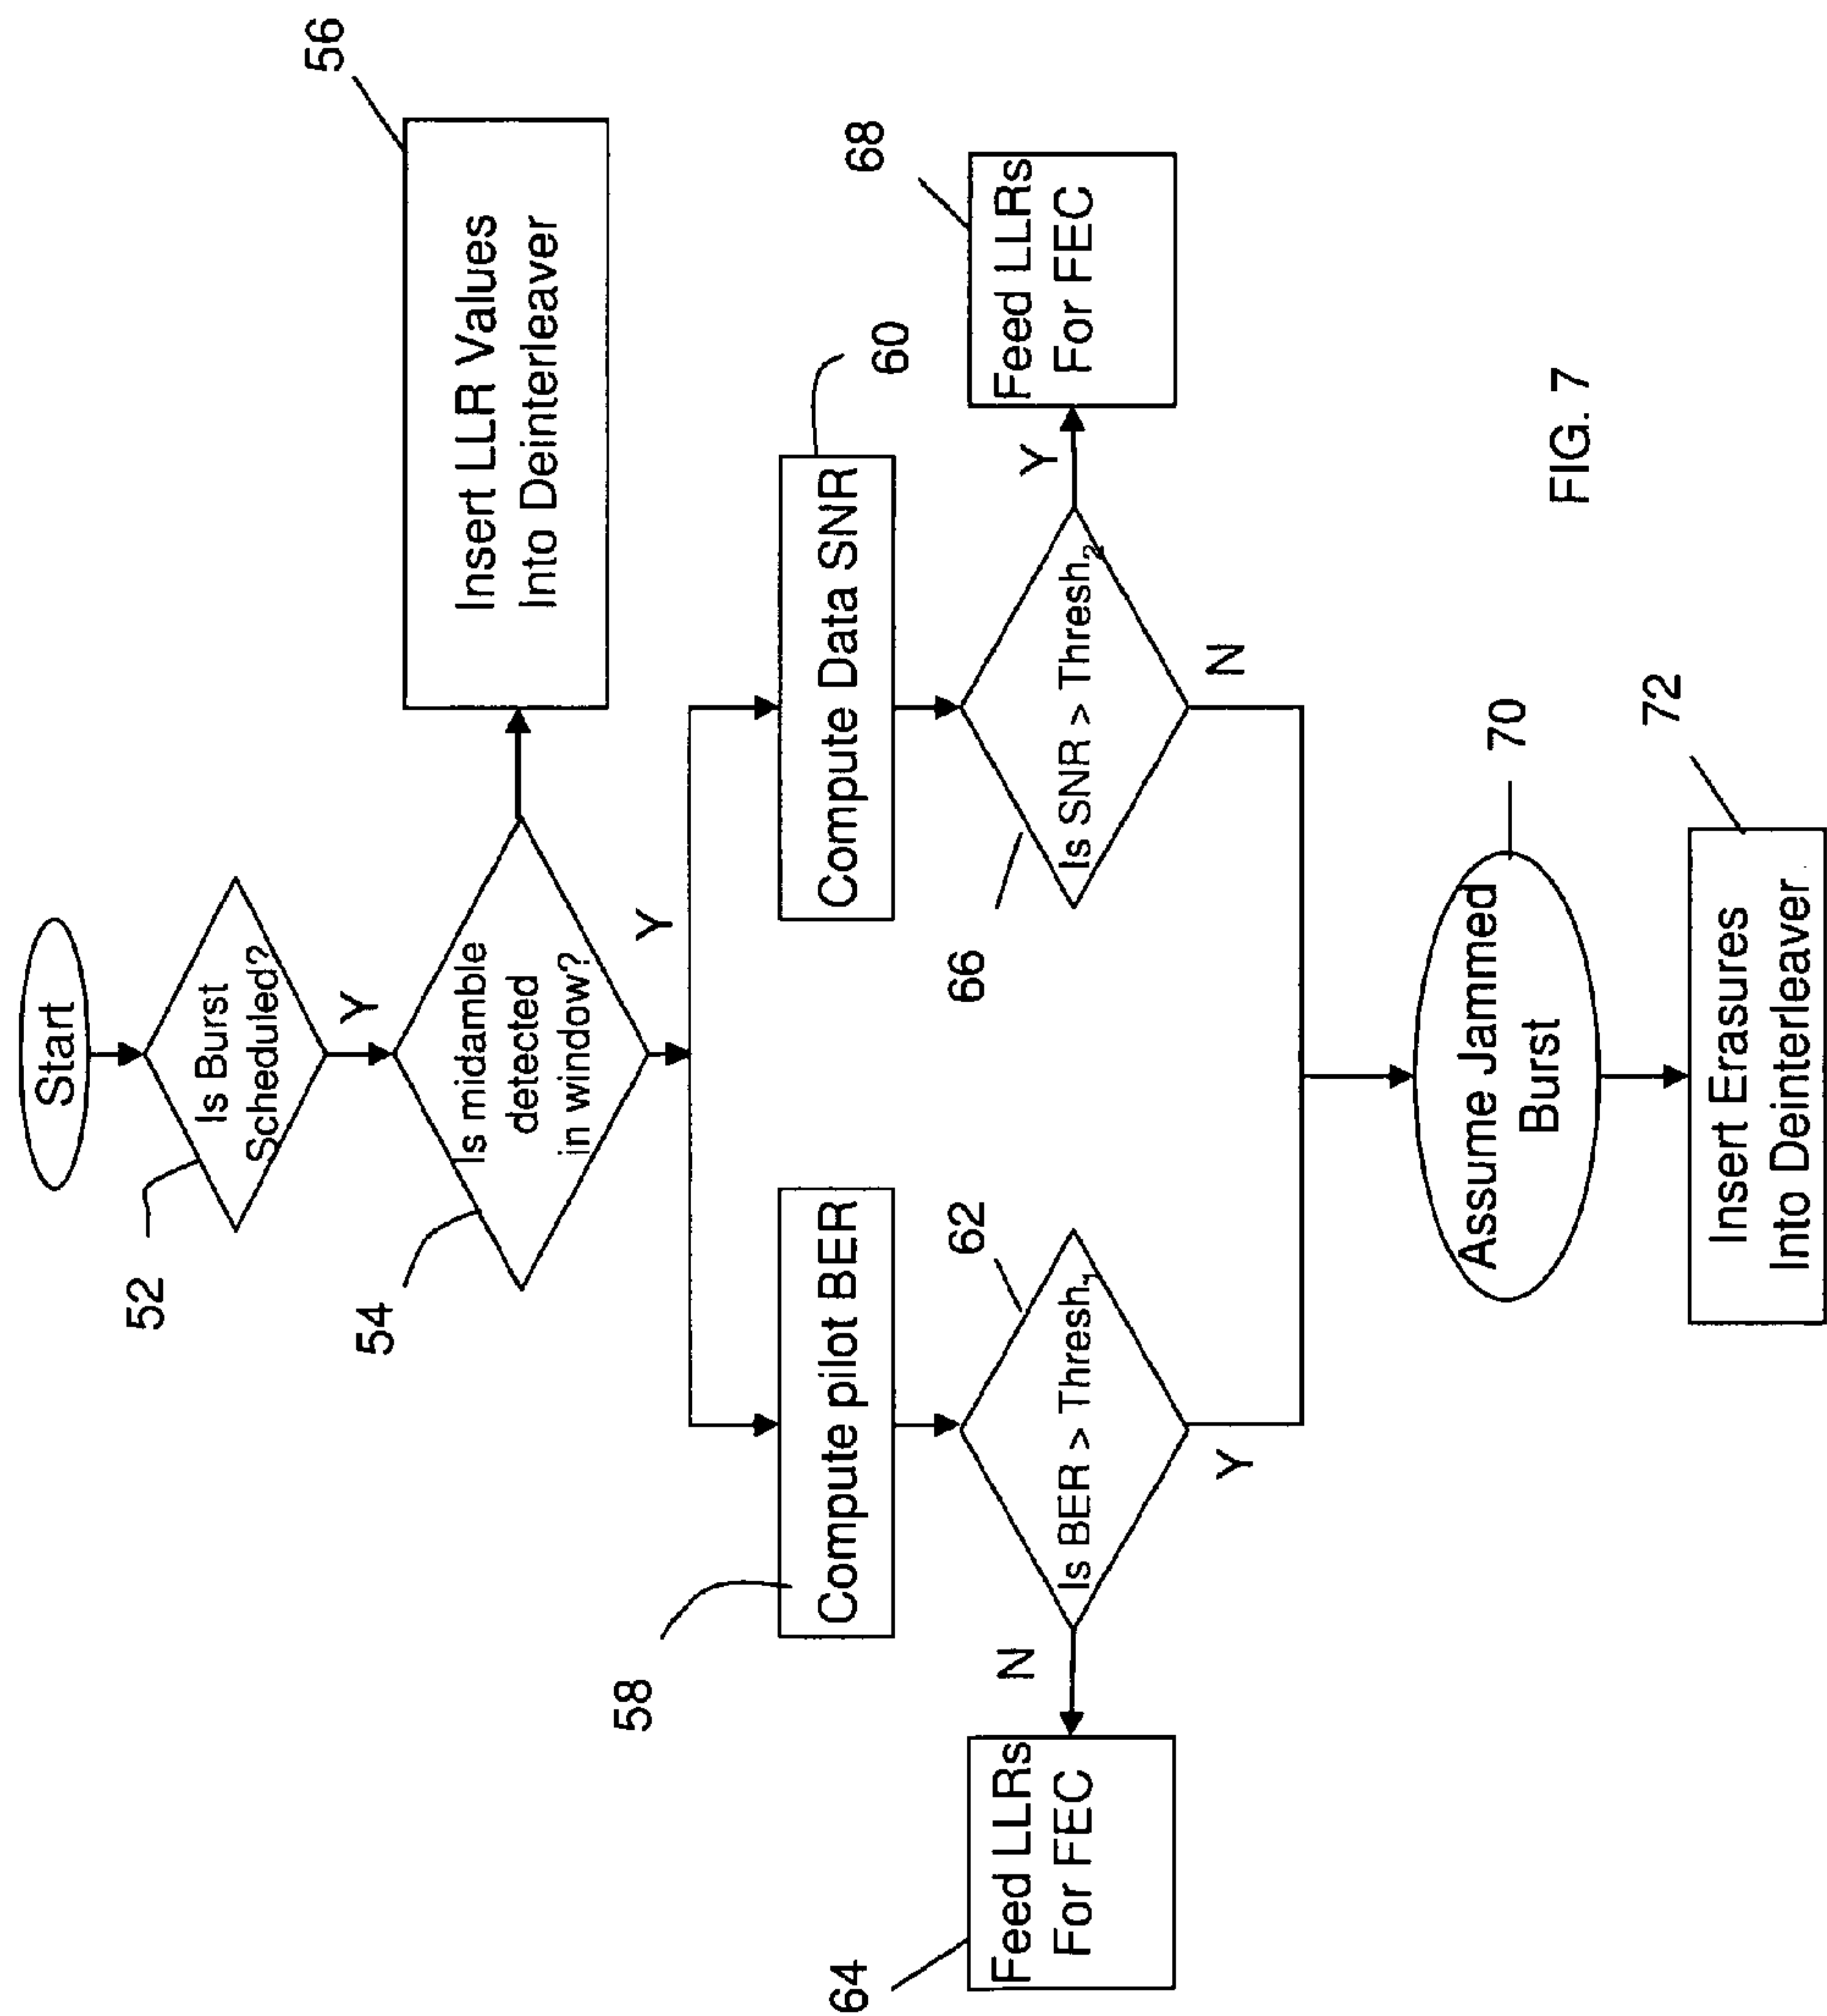 Start
52
Is Burst
Scheduled?
Y
54
Is midamble
detected
in window?
56
Insert LLR Values
Into Deinterleaver
Y
58
Compute pilot BER
60
Compute Data SNR
62
Is BER > Thresh1
N
Y
64
Feed LLRs
For FEC
66
Is SNR > Thresh2
Y
N
68
Feed LLRs
For FEC
70
Assume Jammed
Burst
72
Insert Erasures
Into Deinterleaver
FIG. 7